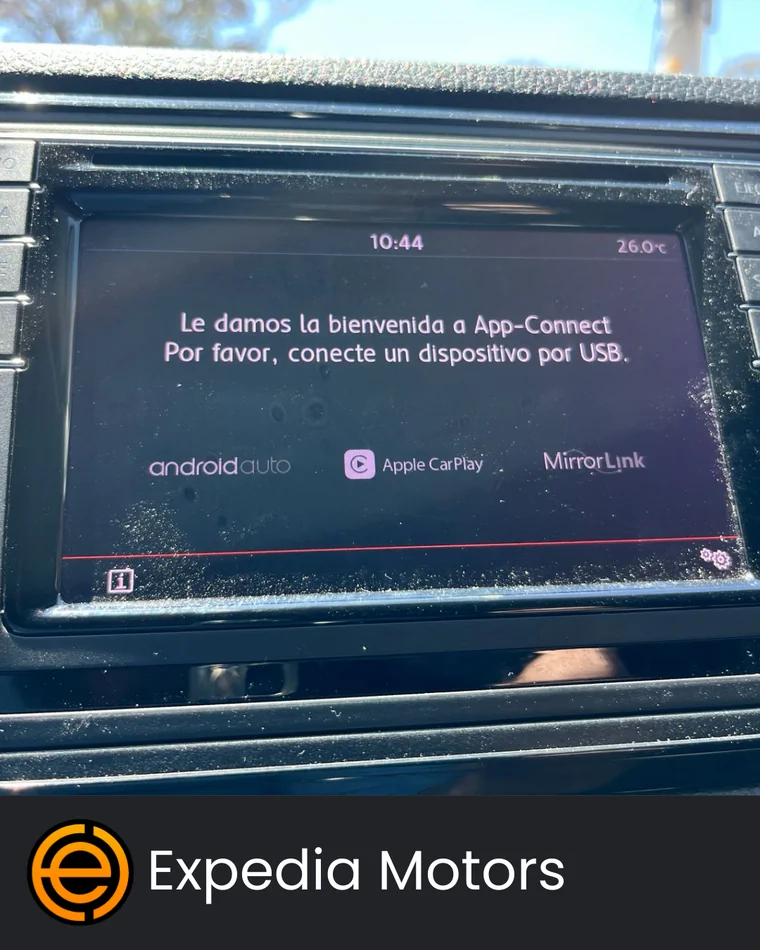 10:44
26.0°C
Le damos la bienvenida a App-Connect
Por favor, conecte un dispositivo por USB.
androidauto
Apple CarPlay
MirrorLink
i
Expedia Motors